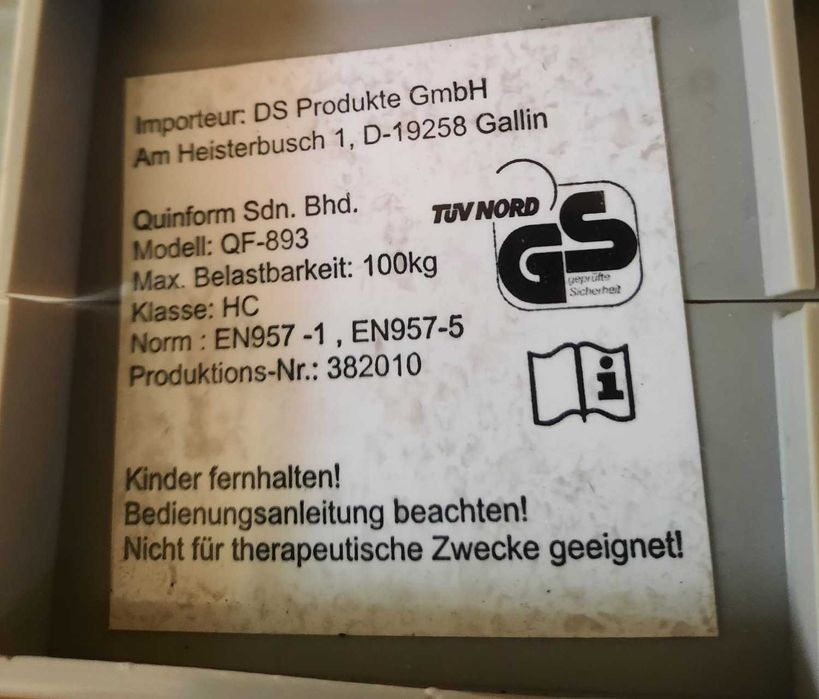 Importeur: DS Produkte GmbH
Am Heisterbusch 1, D-19258 Gallin
Quinform Sdn. Bhd.
Modell: QF-893
Max. Belastbarkeit: 100kg
Klasse: HC
Norm : EN957 -1 , EN957-5
Produktions-Nr.: 382010
TÜV NORD
GS
geprüfte
Sicherheit
i
Kinder fernhalten!
Bedienungsanleitung beachten!
Nicht für therapeutische Zwecke geeignet!